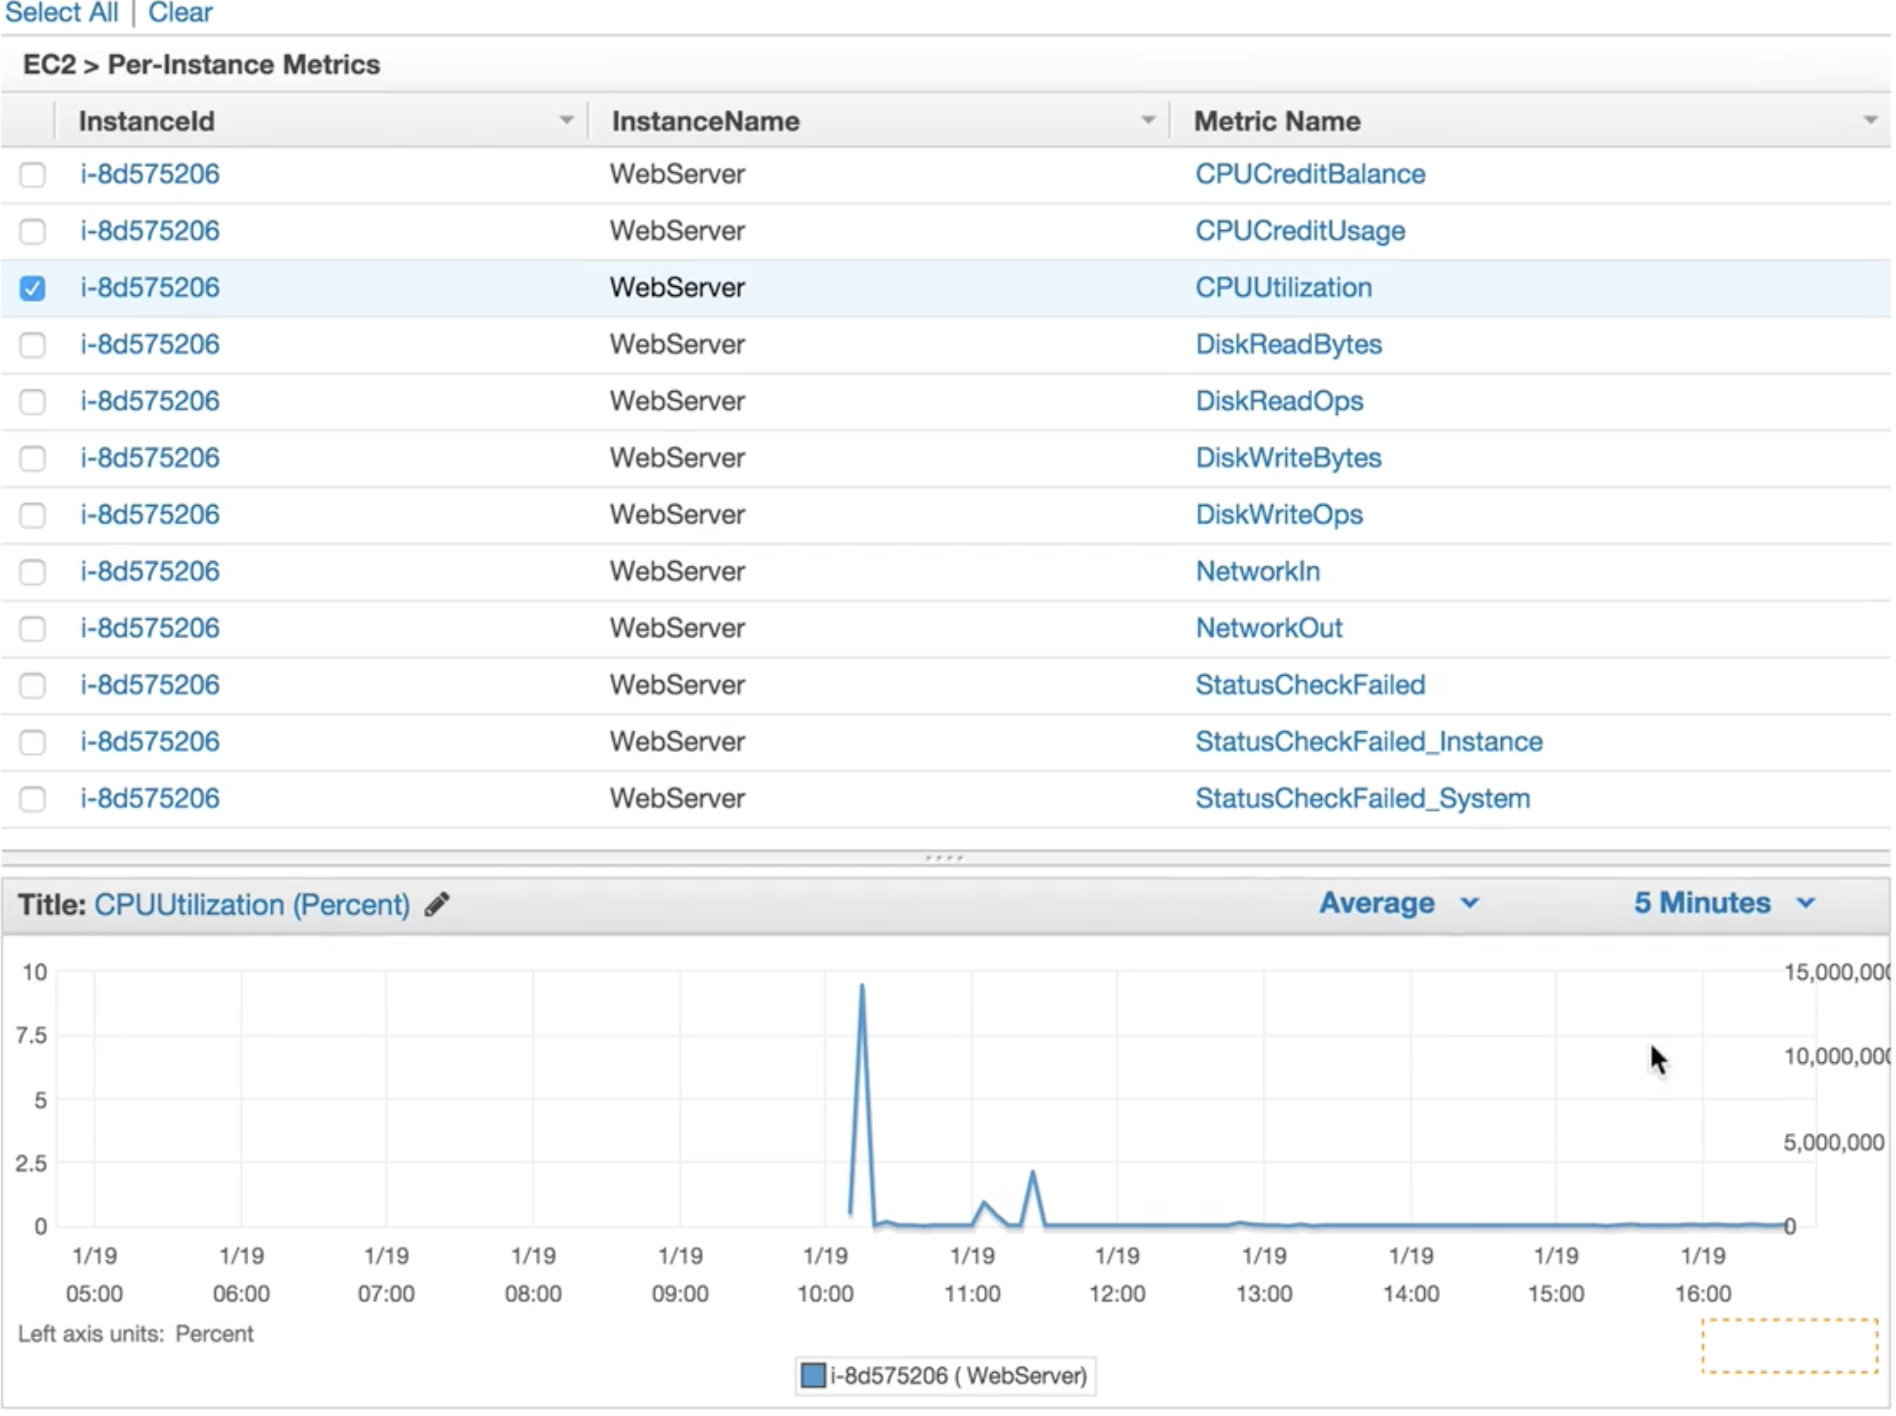 Select All | Clear
EC2 > Per-Instance Metrics
InstanceId InstanceName Metric Name
i-8d575206 WebServer CPUCreditBalance
i-8d575206 WebServer CPUCreditUsage
i-8d575206 WebServer CPUUtilization
i-8d575206 WebServer DiskReadBytes
i-8d575206 WebServer DiskReadOps
i-8d575206 WebServer DiskWriteBytes
i-8d575206 WebServer DiskWriteOps
i-8d575206 WebServer NetworkIn
i-8d575206 WebServer NetworkOut
i-8d575206 WebServer StatusCheckFailed
i-8d575206 WebServer StatusCheckFailed_Instance
i-8d575206 WebServer StatusCheckFailed_System
Title: CPUUtilization (Percent) Average 5 Minutes
10 15,000,000
7.5
10,000,000
5
5,000,000
2.5
0 0
1/19 1/19 1/19 1/19 1/19 1/19 1/19 1/19 1/19 1/19 1/19 1/19
05:00 06:00 07:00 08:00 09:00 10:00 11:00 12:00 13:00 14:00 15:00 16:00
Left axis units: Percent
i-8d575206 ( WebServer)